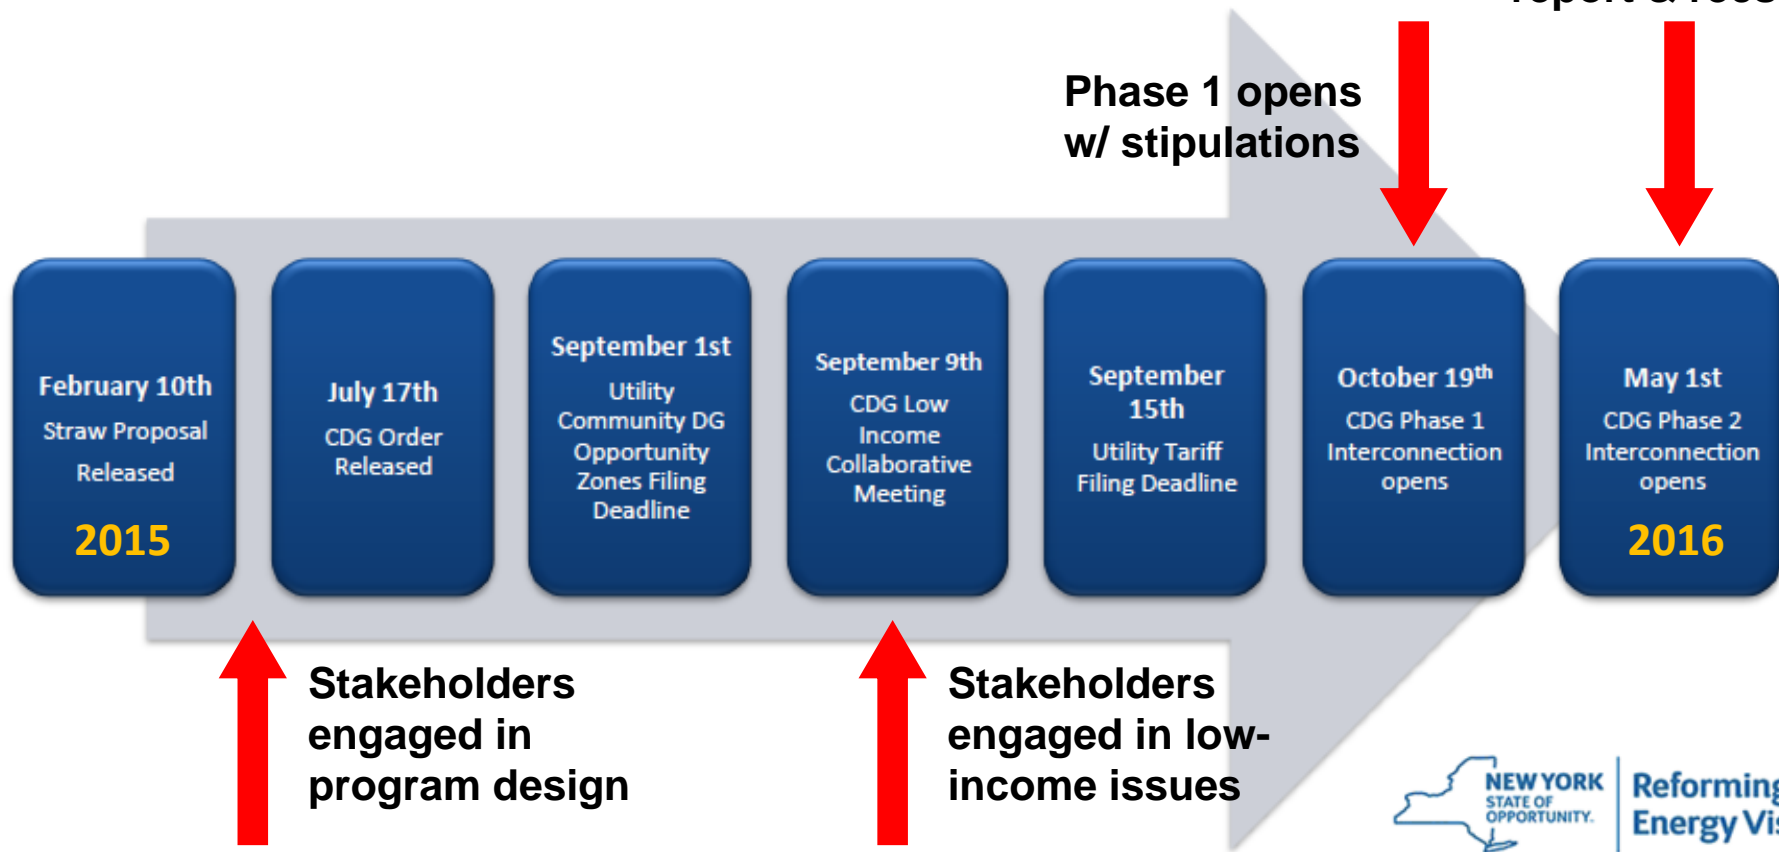 Phase 1 opens
w/ stipulations
February 10th
Straw Proposal
Released
2015
July 17th
CDG Order
Released
September 1st
Utility
Community DG
Opportunity
Zones Filing
Deadline
September 9th
CDG Low
Income
Collaborative
Meeting
September
15th
Utility Tariff
Filing Deadline
October 19th
CDG Phase 1
Interconnection
opens
May 1st
CDG Phase 2
Interconnection
opens
2016
Stakeholders
engaged in
program design
Stakeholders
engaged in low-
income issues
NEW YORK
STATE OF
OPPORTUNITY.
Reforming
Energy Vis